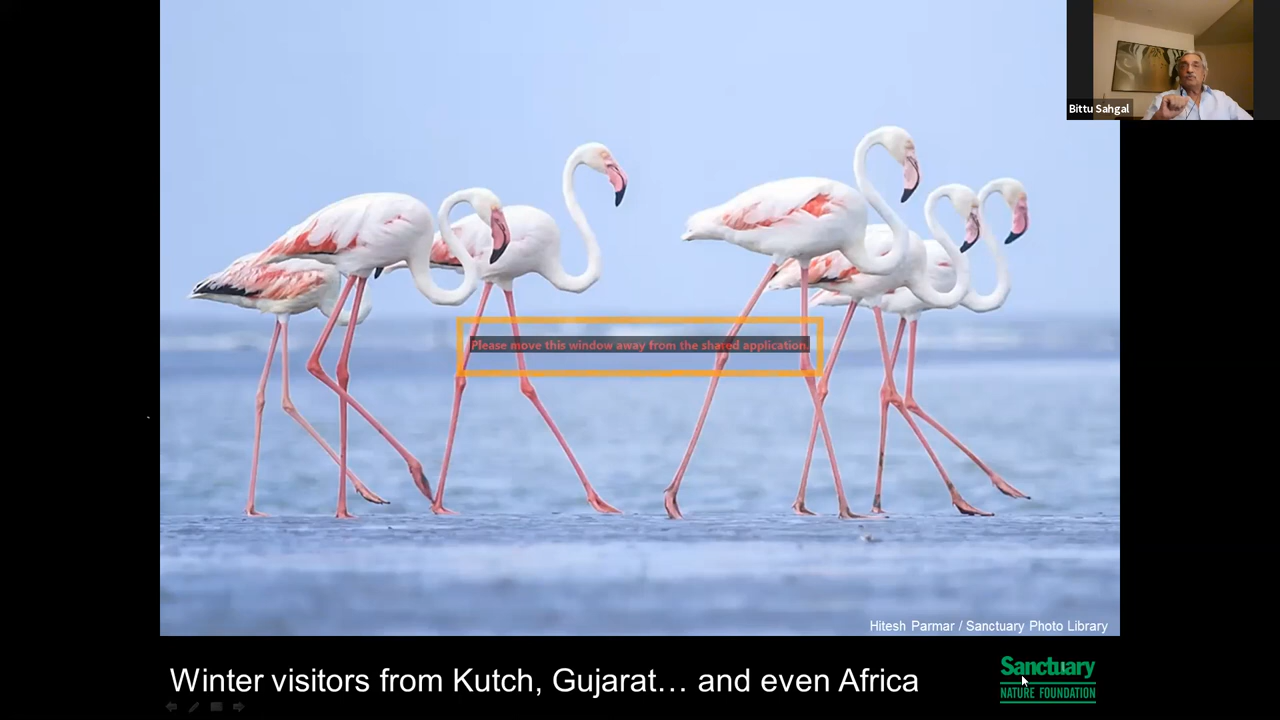 Bittu Sahgal
Please move this window away from the shared application.
Hitesh Parmar / Sanctuary Photo Library
Winter visitors from Kutch, Gujarat… and even Africa
Sanctuary
NATURE FOUNDATION